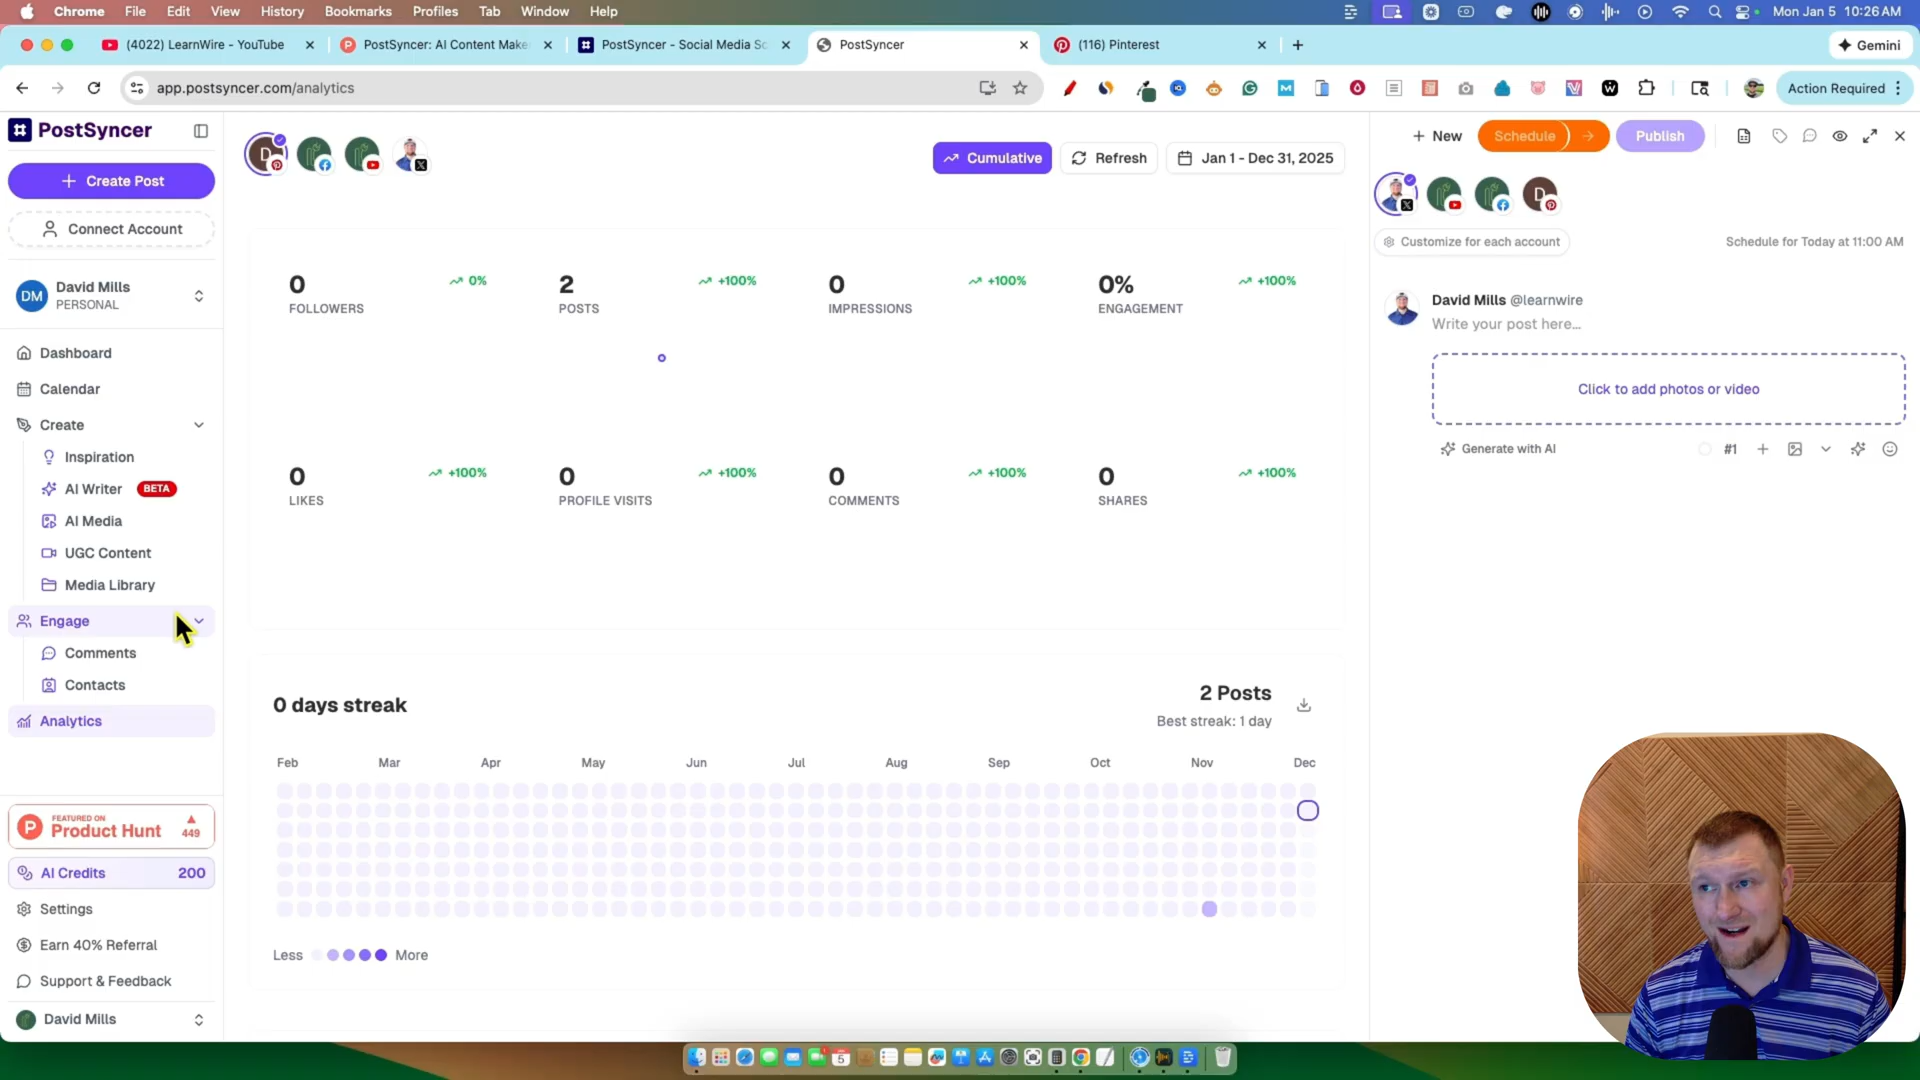 Chrome File Edit View History Bookmarks Profiles Tab Window Help Mon Jan 5 10:26 AM
(4022) LearnWire - YouTube PostSyncer: AI Content Make PostSyncer - Social Media Sc PostSyncer (116) Pinterest Gemini
app.postsyncer.com/analytics Action Required
PostSyncer
Create Post
Connect Account
DM David Mills
PERSONAL
Dashboard
Calendar
Create
Inspiration
AI Writer BETA
AI Media
UGC Content
Media Library
Engage
Comments
Contacts
Analytics
FEATURED ON
Product Hunt 449
AI Credits 200
Settings
Earn 40% Referral
Support & Feedback
David Mills
Cumulative Refresh Jan 1 - Dec 31, 2025
0 0% 2 +100% 0 +100% 0% +100%
FOLLOWERS POSTS IMPRESSIONS ENGAGEMENT
0 +100% 0 +100% 0 +100% 0 +100%
LIKES PROFILE VISITS COMMENTS SHARES
0 days streak 2 Posts
Best streak: 1 day
Feb Mar Apr May Jun Jul Aug Sep Oct Nov Dec
Less More
+ New Schedule Publish
D
Customize for each account Schedule for Today at 11:00 AM
David Mills @learnwire
Write your post here...
Click to add photos or video
Generate with AI #1